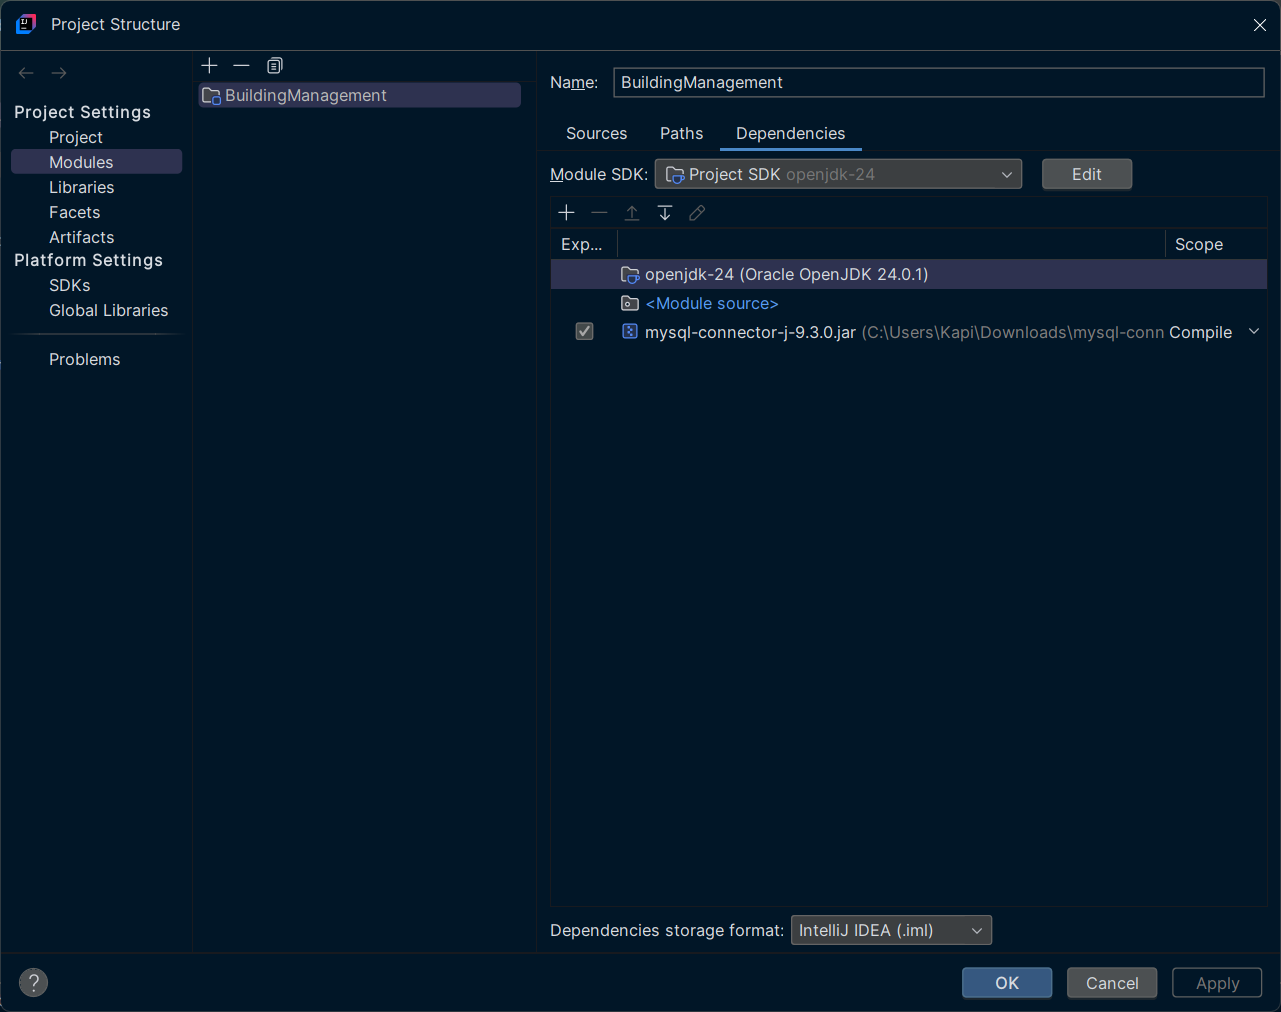 Project Structure
Project Settings
Project
Modules
Libraries
Facets
Artifacts
Platform Settings
SDKs
Global Libraries
Problems
BuildingManagement
Name: BuildingManagement
Sources Paths Dependencies
Module SDK: Project SDK openjdk-24 Edit
Exp... Scope
openjdk-24 (Oracle OpenJDK 24.0.1)
<Module source>
mysql-connector-j-9.3.0.jar (C:\Users\Kapi\Downloads\mysql-conn Compile
Dependencies storage format: IntelliJ IDEA (.iml)
? OK Cancel Apply